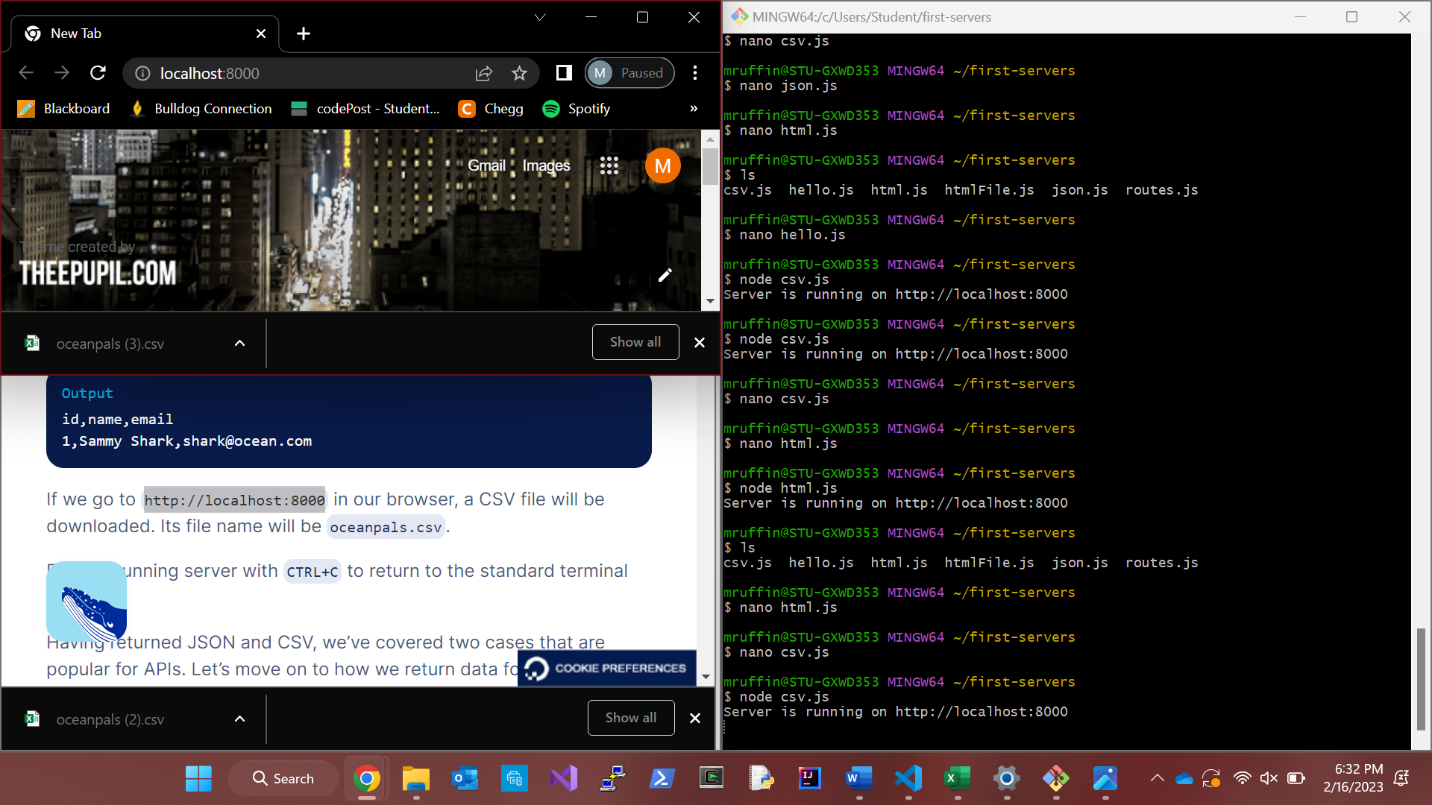 New Tab
localhost:8000
M Paused
Blackboard
Bulldog Connection
codePost - Student...
C Chegg
Spotify
»
Gmail Images M
Theme created by
THEEPUPIL.COM
oceanpals (3).csv
Show all
Output
id,name,email
1,Sammy Shark,shark@ocean.com
If we go to http://localhost:8000 in our browser, a CSV file will be
downloaded. Its file name will be oceanpals.csv.
unning server with CTRL+C to return to the standard terminal
Having returned JSON and CSV, we've covered two cases that are
popular for APIs. Let's move on to how we return data fo
COOKIE PREFERENCES
oceanpals (2).csv
Show all
MINGW64:/c/Users/Student/first-servers
$ nano csv.js
mruffin@STU-GXWD353 MINGW64 ~/first-servers
$ nano json.js
mruffin@STU-GXWD353 MINGW64 ~/first-servers
$ nano html.js
mruffin@STU-GXWD353 MINGW64 ~/first-servers
$ ls
csv.js hello.js html.js htmlFile.js json.js routes.js
mruffin@STU-GXWD353 MINGW64 ~/first-servers
$ nano hello.js
mruffin@STU-GXWD353 MINGW64 ~/first-servers
$ node csv.js
Server is running on http://localhost:8000
mruffin@STU-GXWD353 MINGW64 ~/first-servers
$ node csv.js
Server is running on http://localhost:8000
mruffin@STU-GXWD353 MINGW64 ~/first-servers
$ nano csv.js
mruffin@STU-GXWD353 MINGW64 ~/first-servers
$ nano html.js
mruffin@STU-GXWD353 MINGW64 ~/first-servers
$ node html.js
Server is running on http://localhost:8000
mruffin@STU-GXWD353 MINGW64 ~/first-servers
$ ls
csv.js hello.js html.js htmlFile.js json.js routes.js
mruffin@STU-GXWD353 MINGW64 ~/first-servers
$ nano html.js
mruffin@STU-GXWD353 MINGW64 ~/first-servers
$ nano csv.js
mruffin@STU-GXWD353 MINGW64 ~/first-servers
$ node csv.js
Server is running on http://localhost:8000
Search
6:32 PM
2/16/2023